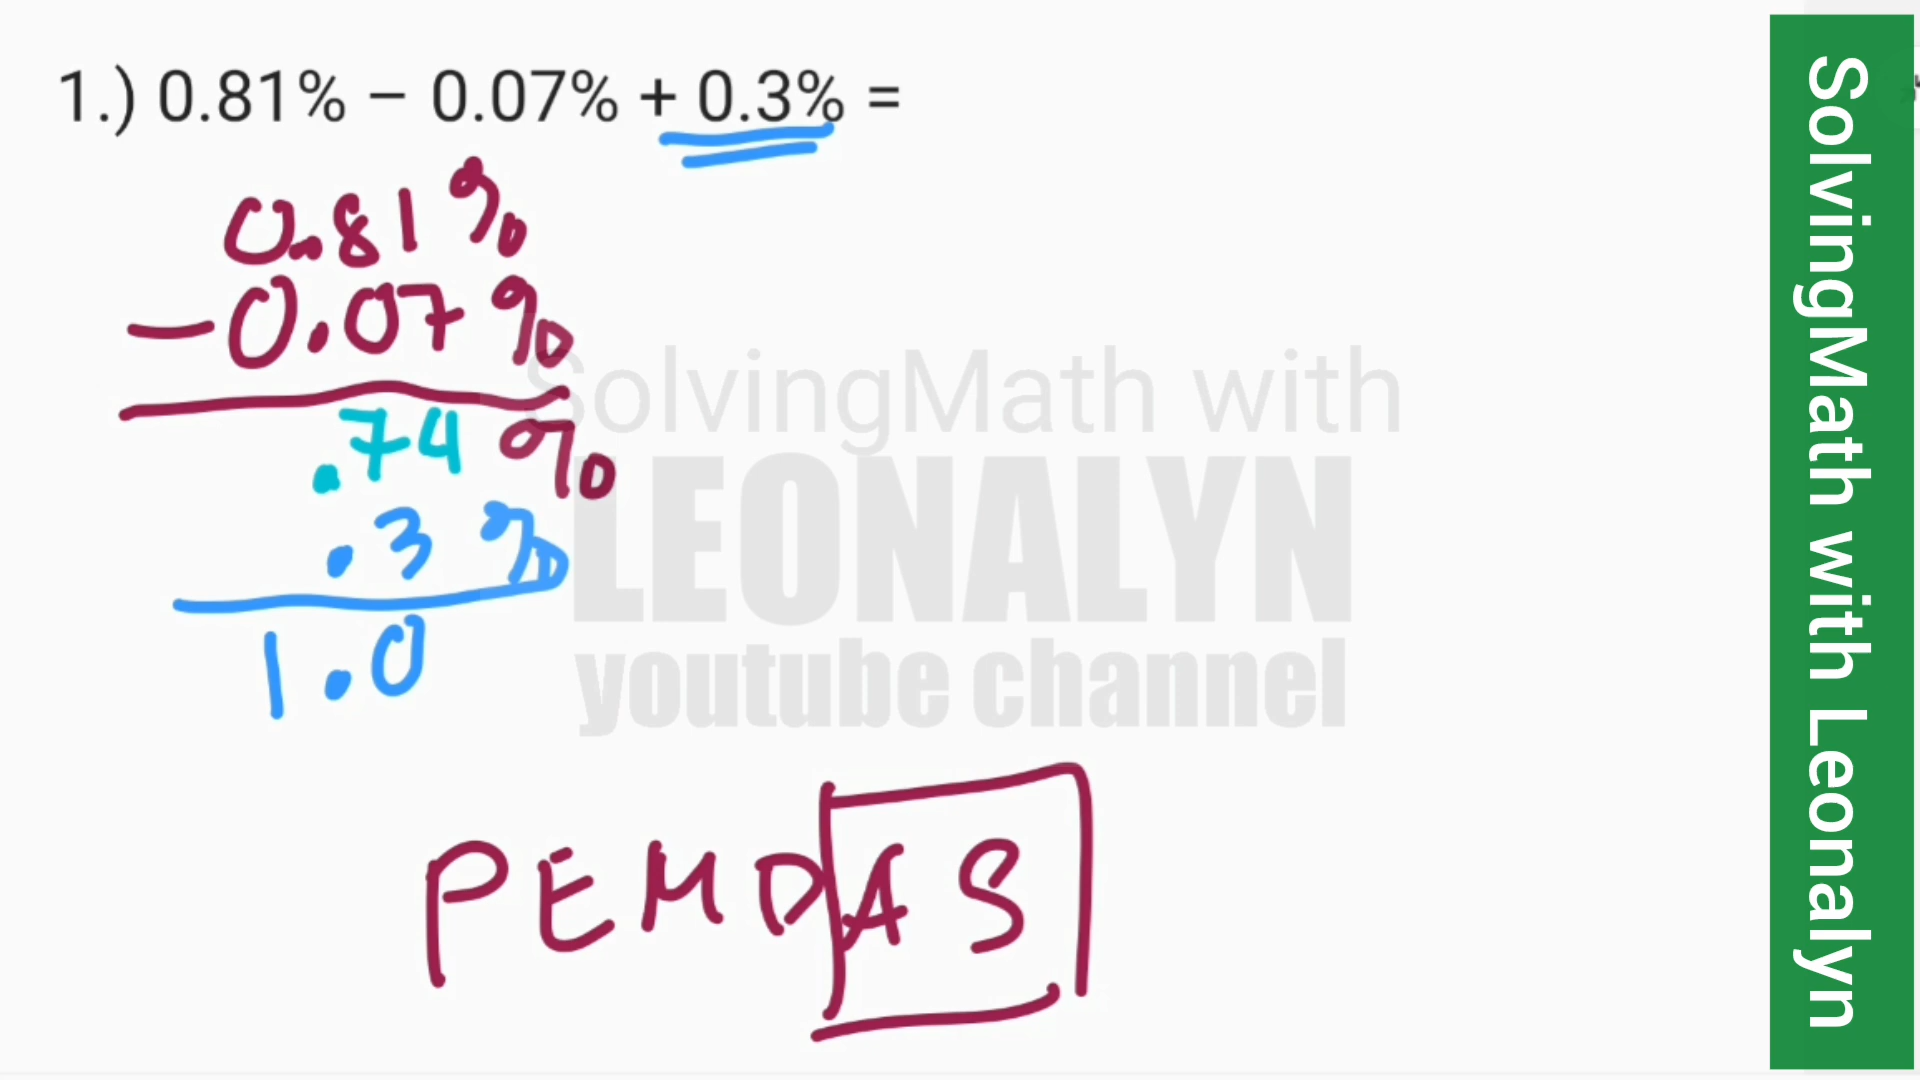 1.) 0.81% – 0.07% + 0.3% =
0.81%
–0.07%
.74%
.3%
1.0
PEMDAS
SolvingMath with
LEONALYN
youtube channel
SolvingMath with Leonalyn